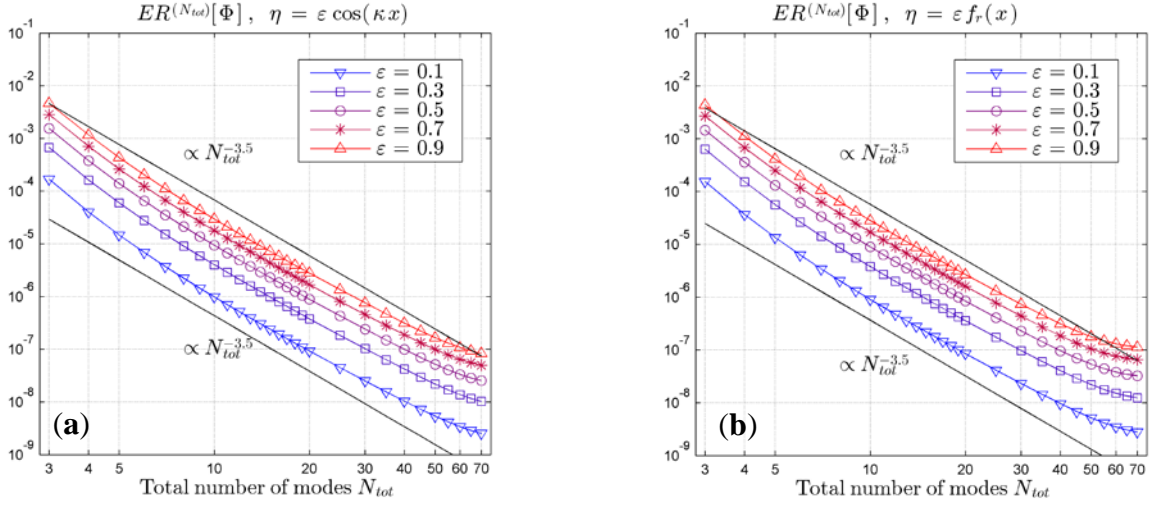 ER^(N_tot)[Φ] , η = ε cos(κx)
10^-1
10^-2
10^-3
10^-4
10^-5
10^-6
10^-7
10^-8
10^-9
ε = 0.1
ε = 0.3
ε = 0.5
ε = 0.7
ε = 0.9
∝ N_tot^-3.5
∝ N_tot^-3.5
(a)
3 4 5 10 20 30 40 50 60 70
Total number of modes N_tot
ER^(N_tot)[Φ] , η = ε f_r(x)
10^-1
10^-2
10^-3
10^-4
10^-5
10^-6
10^-7
10^-8
10^-9
ε = 0.1
ε = 0.3
ε = 0.5
ε = 0.7
ε = 0.9
∝ N_tot^-3.5
∝ N_tot^-3.5
(b)
3 4 5 10 20 30 40 50 60 70
Total number of modes N_tot